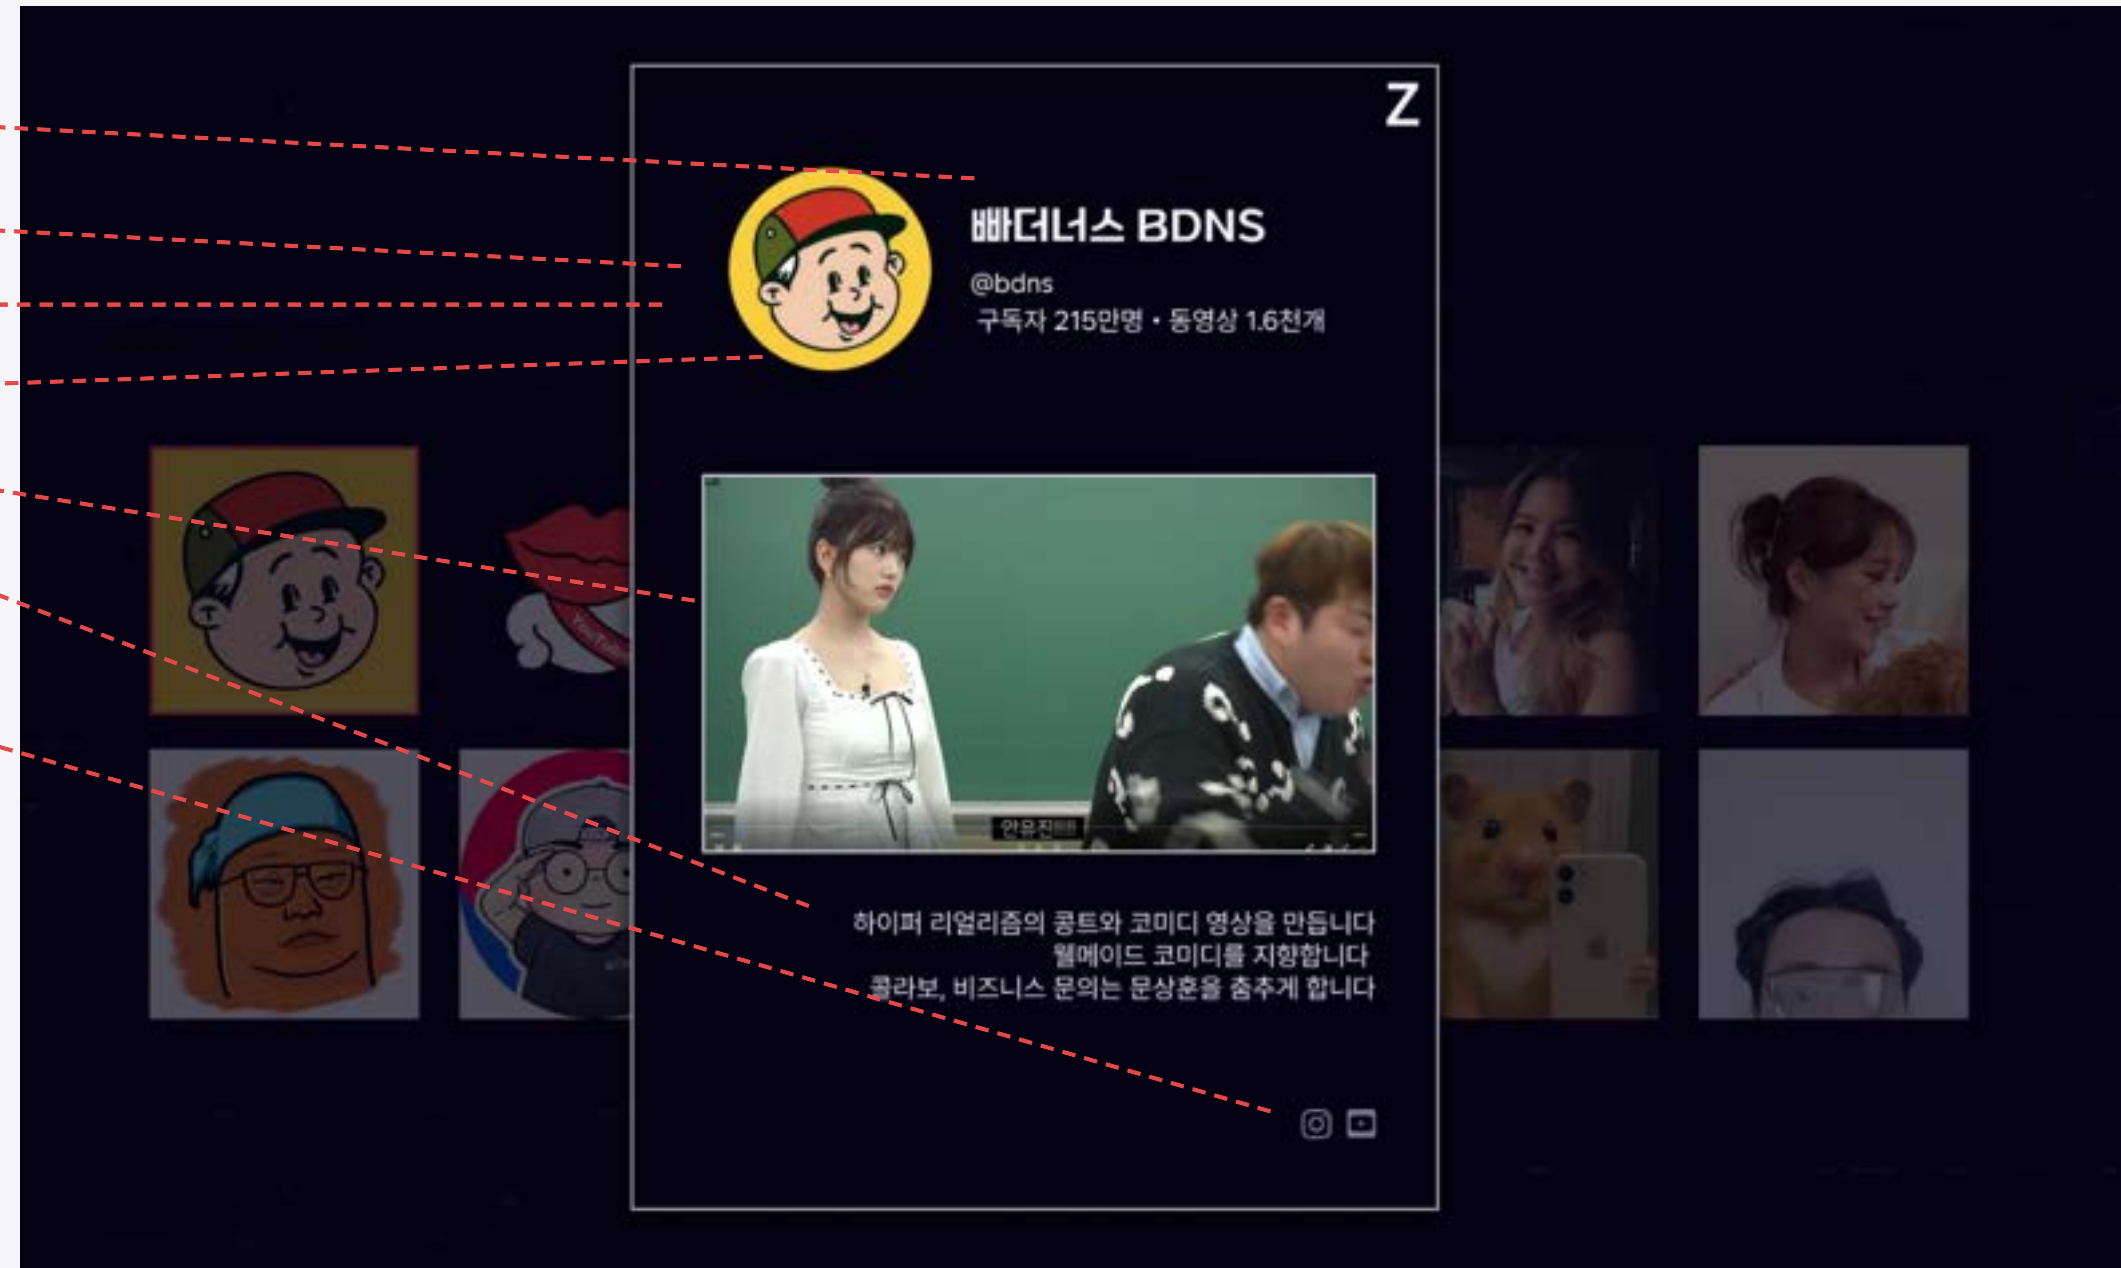 Z
빠더너스 BDNS
@bdns
구독자 215만명 • 동영상 1.6천개
YouTube
안유진
하이퍼 리얼리즘의 콩트와 코미디 영상을 만듭니다
웰메이드 코미디를 지향합니다
콜라보, 비즈니스 문의는 문상훈을 춤추게 합니다